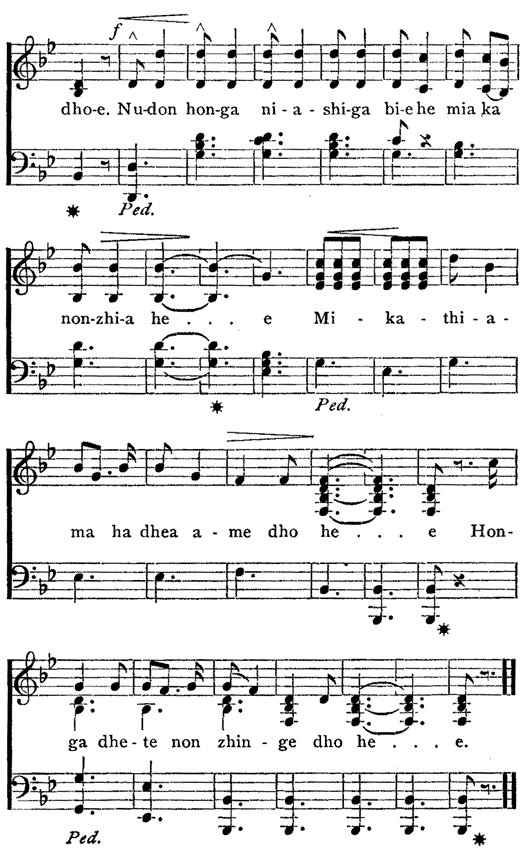 f
dho-e. Nu-don hon-ga ni - a - shi-ga bi-e he mia ka
Ped.
non-zhi-a he . . . e Mi - ka - thi - a -
Ped.
ma ha dhea a - me dho he . . . e Hon-
ga dhe - te non zhin - ge dho he . . . e.
Ped.